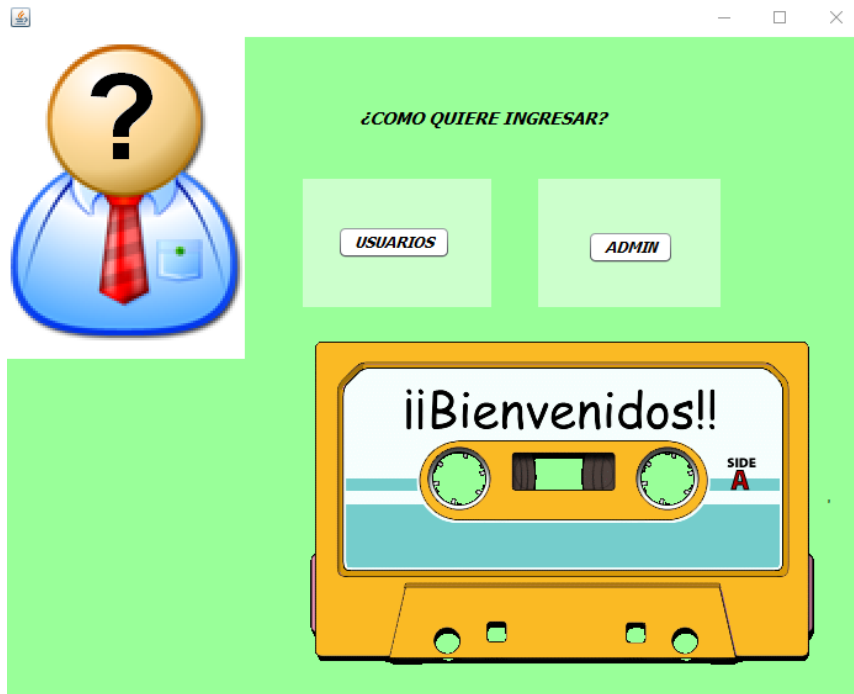 ?
¿COMO QUIERE INGRESAR?
USUARIOS
ADMIN
¡¡Bienvenidos!!
SIDE
A